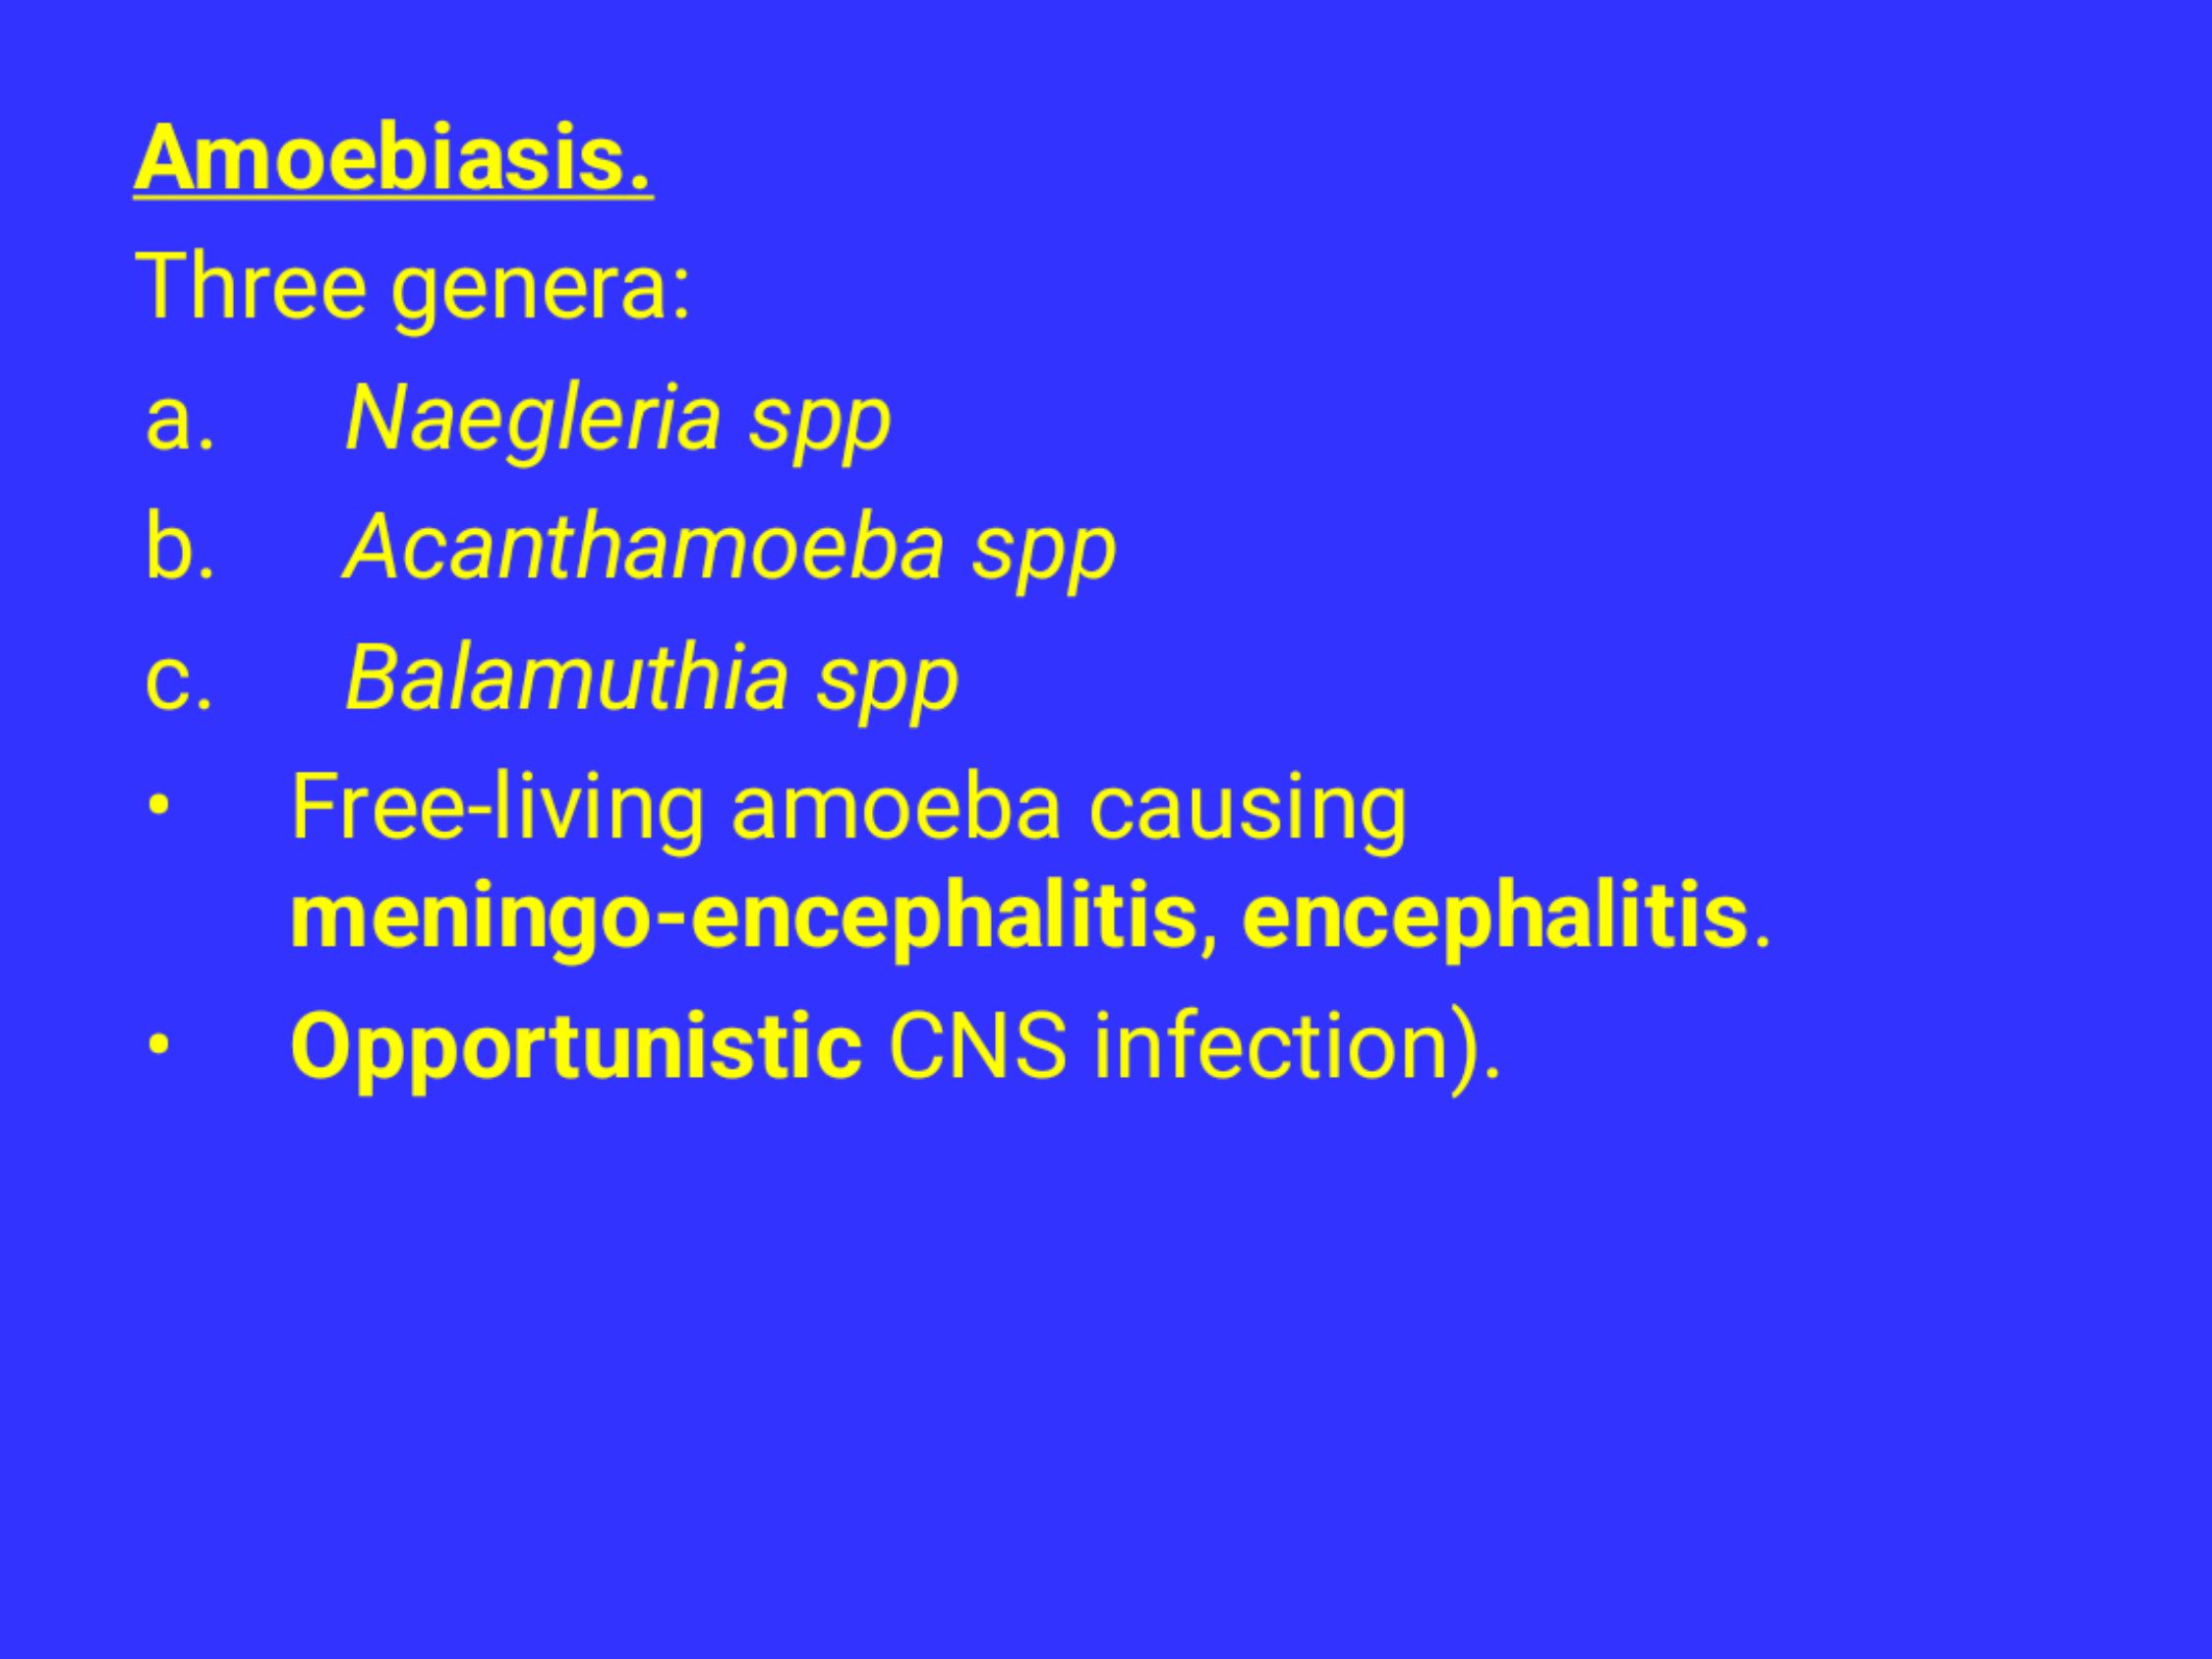 Amoebiasis.
Three genera:
a. Naegleria spp
b. Acanthamoeba spp
c. Balamuthia spp
• Free-living amoeba causing
meningo-encephalitis, encephalitis.
• Opportunistic CNS infection).